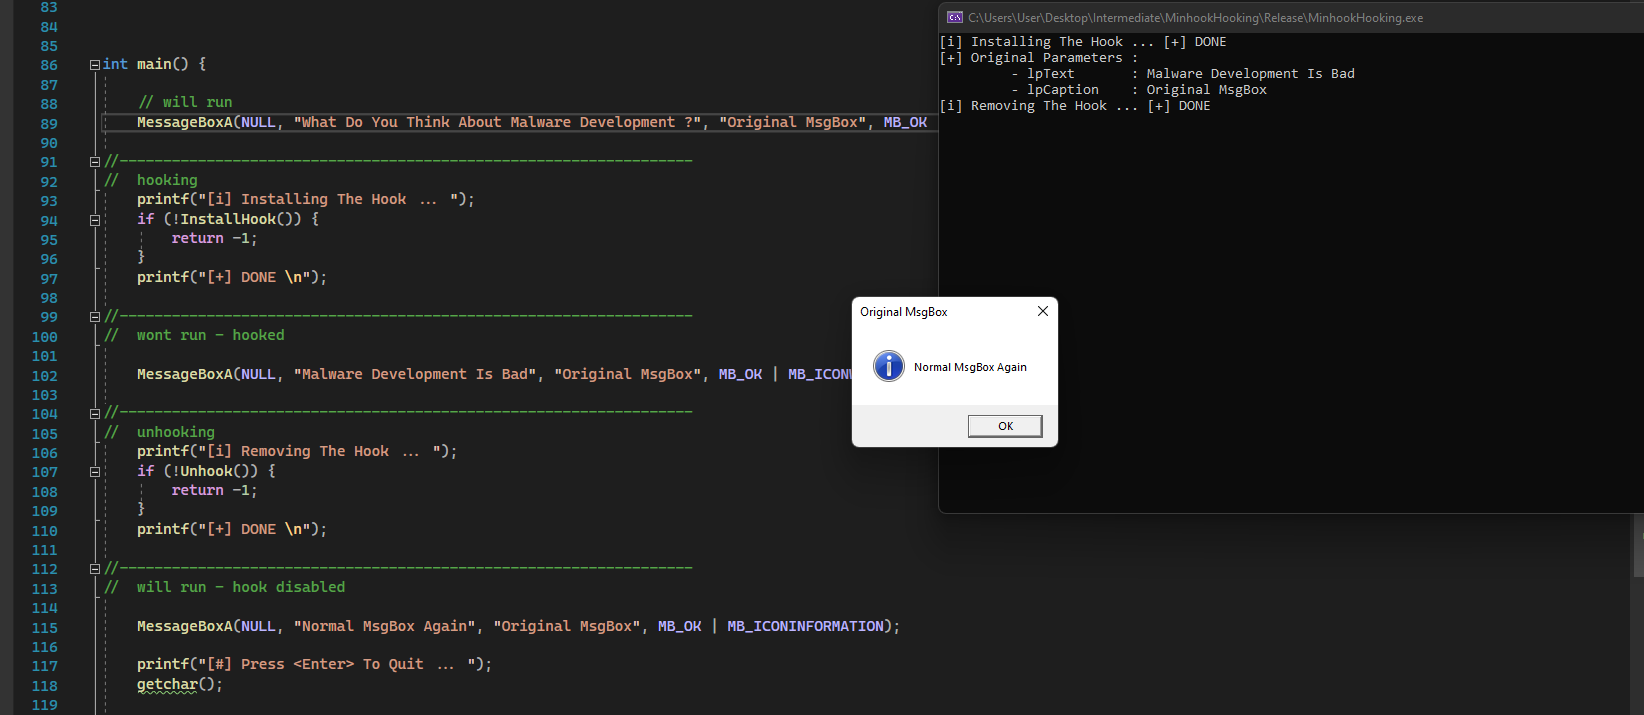 83
84
85
86 int main() {
87
88 // will run
89 MessageBoxA(NULL, "What Do You Think About Malware Development ?", "Original MsgBox", MB_OK
90
91 //------------------------------------------------------------------
92 // hooking
93 printf("[i] Installing The Hook ... ");
94 if (!InstallHook()) {
95 return -1;
96 }
97 printf("[+] DONE \n");
98
99 //------------------------------------------------------------------
100 // wont run - hooked
101
102 MessageBoxA(NULL, "Malware Development Is Bad", "Original MsgBox", MB_OK | MB_ICON
103
104 //------------------------------------------------------------------
105 // unhooking
106 printf("[i] Removing The Hook ... ");
107 if (!Unhook()) {
108 return -1;
109 }
110 printf("[+] DONE \n");
111
112 //------------------------------------------------------------------
113 // will run - hook disabled
114
115 MessageBoxA(NULL, "Normal MsgBox Again", "Original MsgBox", MB_OK | MB_ICONINFORMATION);
116
117 printf("[#] Press <Enter> To Quit ... ");
118 getchar();
119
C:\Users\User\Desktop\Intermediate\MinhookHooking\Release\MinhookHooking.exe
[i] Installing The Hook ... [+] DONE
[+] Original Parameters :
- lpText : Malware Development Is Bad
- lpCaption : Original MsgBox
[i] Removing The Hook ... [+] DONE
Original MsgBox
Normal MsgBox Again
OK